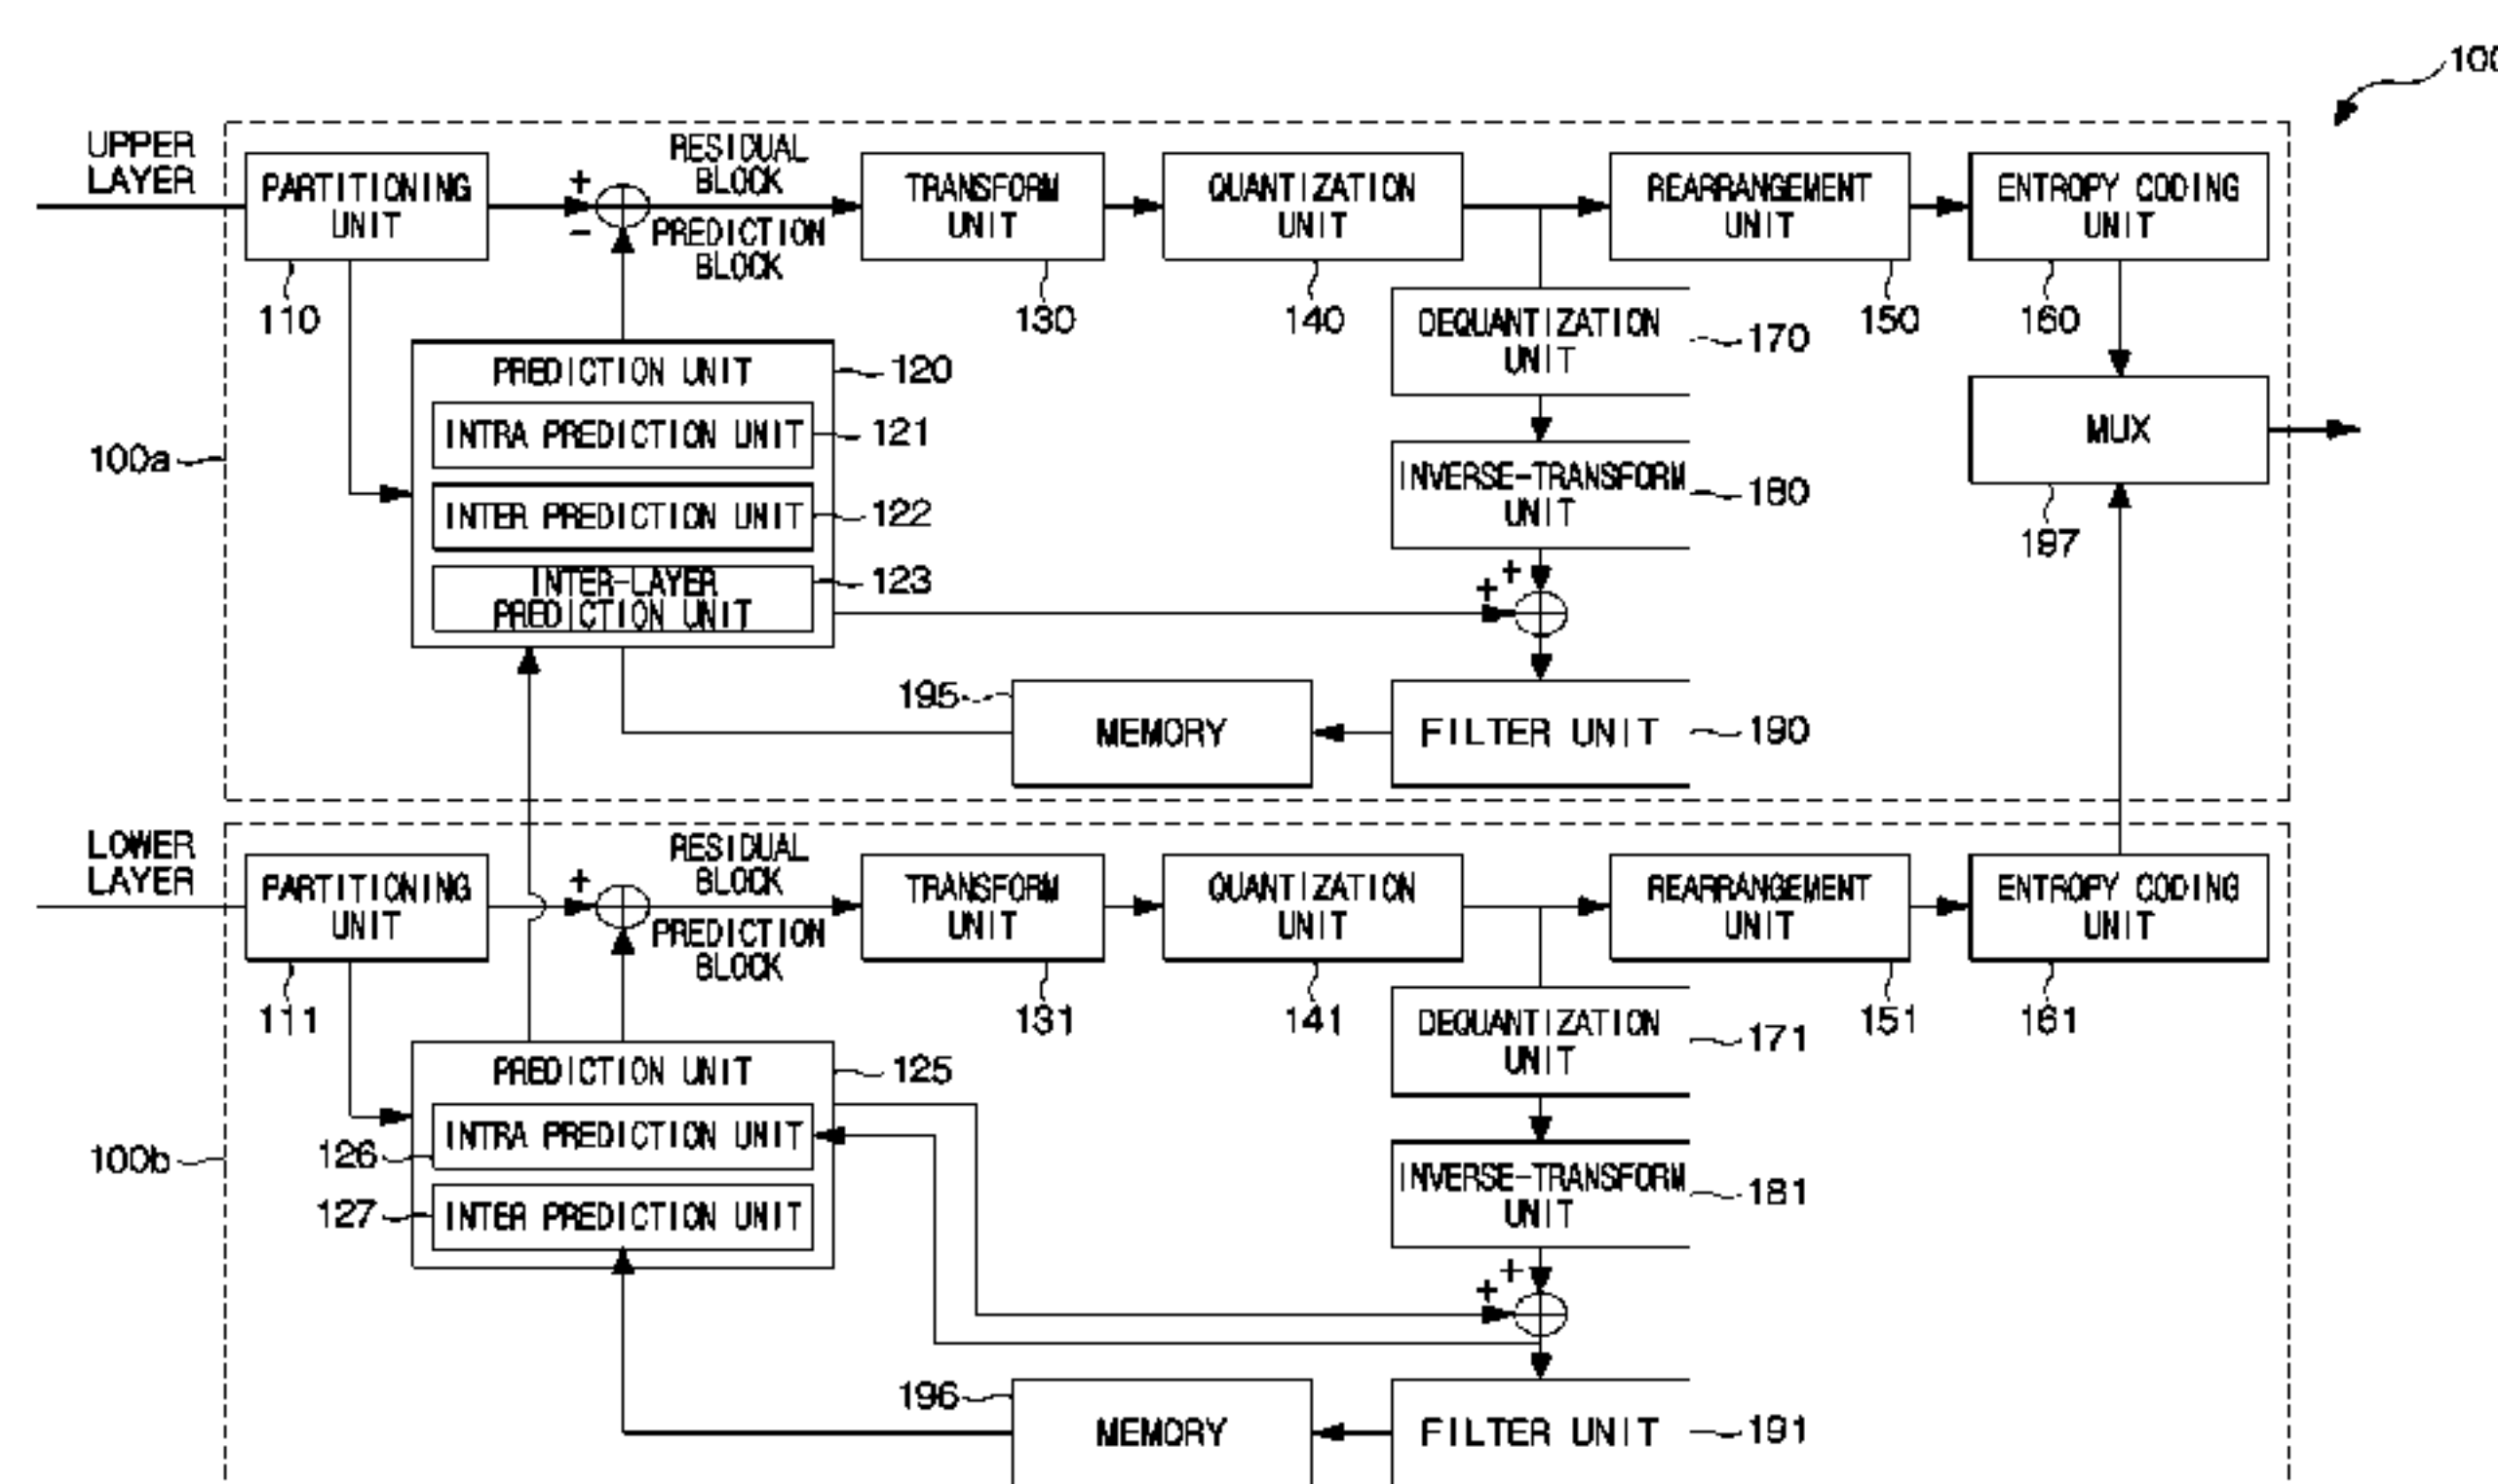 100
UPPER
LAYER
PARTITIONING
UNIT
110
+
−
RESIDUAL
BLOCK
PREDICTION
BLOCK
TRANSFORM
UNIT
130
QUANTIZATION
UNIT
140
REARRANGEMENT
UNIT
150
ENTROPY CODING
UNIT
160
DEQUANTIZATION
UNIT
170
PREDICTION UNIT
120
INTRA PREDICTION UNIT
121
INTER PREDICTION UNIT
122
INTER-LAYER
PREDICTION UNIT
123
100a
INVERSE-TRANSFORM
UNIT
180
+
+
MUX
197
195
MEMORY
FILTER UNIT
190
LOWER
LAYER
PARTITIONING
UNIT
111
+
RESIDUAL
BLOCK
PREDICTION
BLOCK
TRANSFORM
UNIT
131
QUANTIZATION
UNIT
141
REARRANGEMENT
UNIT
151
ENTROPY CODING
UNIT
161
DEQUANTIZATION
UNIT
171
PREDICTION UNIT
125
INTRA PREDICTION UNIT
126
INTER PREDICTION UNIT
127
100b
INVERSE-TRANSFORM
UNIT
181
+
+
196
MEMORY
FILTER UNIT
191